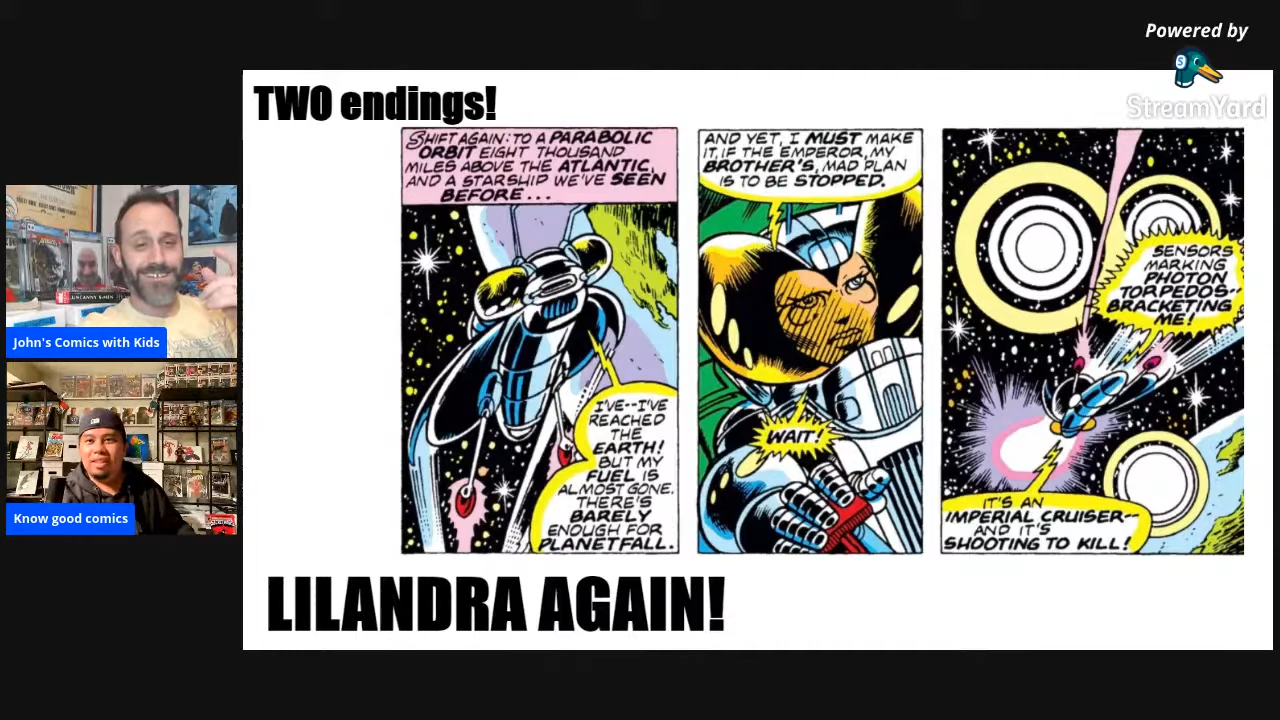 Powered by
S
StreamYard
TWO endings!
SHIFT AGAIN: TO A PARABOLIC
ORBIT EIGHT THOUSAND
MILES ABOVE THE ATLANTIC,
AND A STARSHIP WE'VE SEEN
BEFORE...
I'VE--I'VE
REACHED
THE
EARTH!
BUT MY
FUEL IS
ALMOST GONE.
THERE'S
BARELY
ENOUGH FOR
PLANETFALL.
AND YET, I MUST MAKE
IT, IF THE EMPEROR, MY
BROTHER'S, MAD PLAN
IS TO BE STOPPED.
WAIT!
SENSORS
MARKING
PHOTON
TORPEDOS--
BRACKETING
ME!
IT'S AN
IMPERIAL CRUISER--
AND IT'S
SHOOTING TO KILL!
LILANDRA AGAIN!
UNCANNY X-MEN
John's Comics with Kids
Know good comics